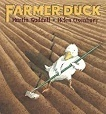 FARMER DUCK
Martin Waddell • Helen Oxenbury